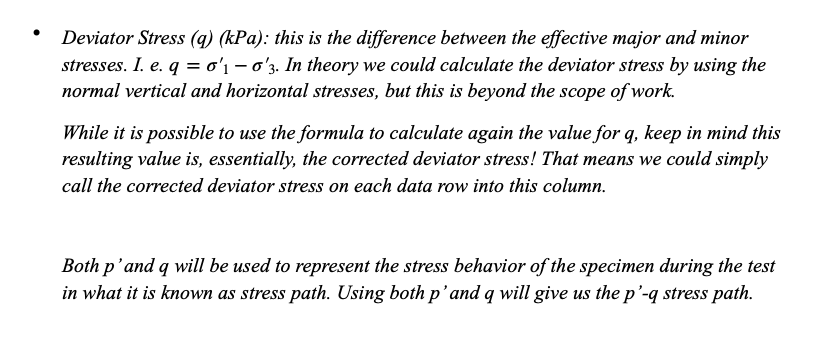 • Deviator Stress (q) (kPa): this is the difference between the effective major and minor
stresses. I. e. q = σ′₁ − σ′₃. In theory we could calculate the deviator stress by using the
normal vertical and horizontal stresses, but this is beyond the scope of work.
While it is possible to use the formula to calculate again the value for q, keep in mind this
resulting value is, essentially, the corrected deviator stress! That means we could simply
call the corrected deviator stress on each data row into this column.
Both p’ and q will be used to represent the stress behavior of the specimen during the test
in what it is known as stress path. Using both p’ and q will give us the p’-q stress path.